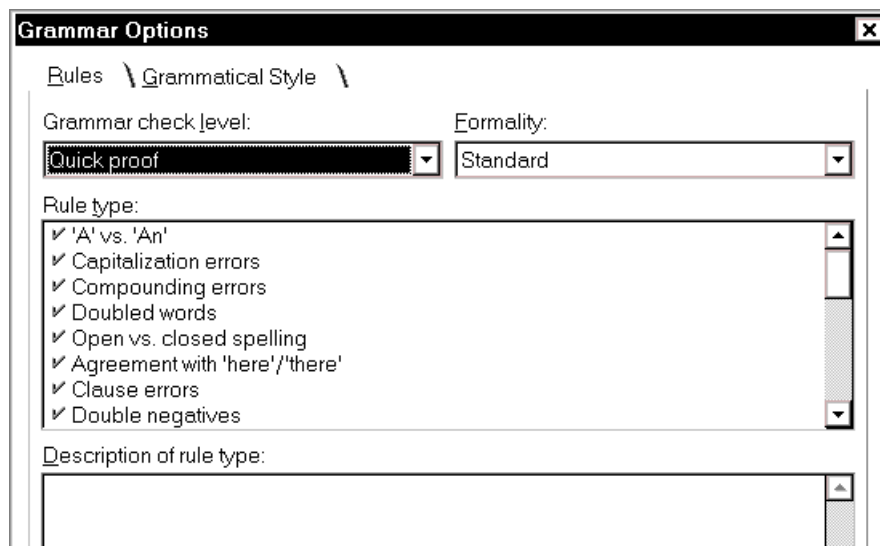 Grammar Options
Rules Grammatical Style
Grammar check level: Formality:
Quick proof Standard
Rule type:
'A' vs. 'An'
Capitalization errors
Compounding errors
Doubled words
Open vs. closed spelling
Agreement with 'here'/'there'
Clause errors
Double negatives
Description of rule type: